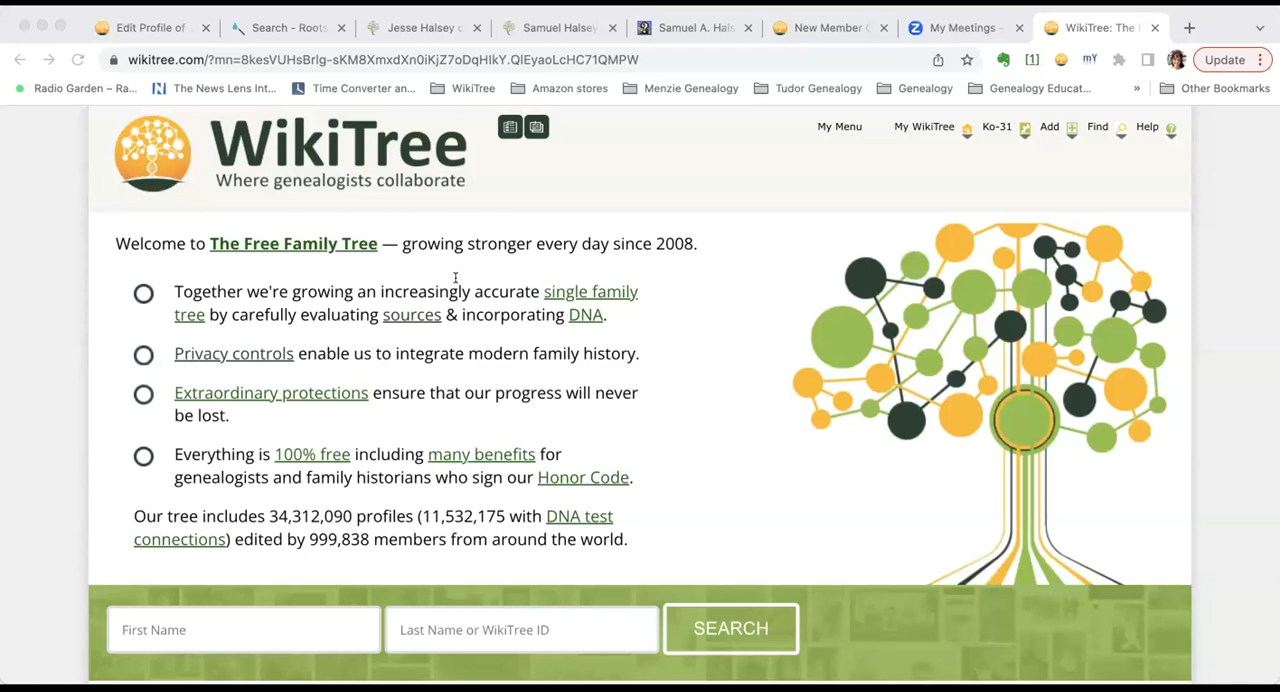 Edit Profile of
Search - Roots
Jesse Halsey
Samuel Halsey
Samuel A. Hals
New Member
My Meetings -
WikiTree: The
wikitree.com/?mn=8kesVUHsBrlg-sKM8XmxdXn0iKjZ7oDqHIkY.QIEyaoLcHC71QMPW
[1]
mY
Update
Radio Garden – Ra...
The News Lens Int...
Time Converter an...
WikiTree
Amazon stores
Menzie Genealogy
Tudor Genealogy
Genealogy
Genealogy Educat...
»
Other Bookmarks
WikiTree
Where genealogists collaborate
My Menu
My WikiTree
Ko-31
Add
Find
Help
Welcome to The Free Family Tree — growing stronger every day since 2008.
Together we're growing an increasingly accurate single family
tree by carefully evaluating sources & incorporating DNA.
Privacy controls enable us to integrate modern family history.
Extraordinary protections ensure that our progress will never
be lost.
Everything is 100% free including many benefits for
genealogists and family historians who sign our Honor Code.
Our tree includes 34,312,090 profiles (11,532,175 with DNA test
connections) edited by 999,838 members from around the world.
First Name
Last Name or WikiTree ID
SEARCH